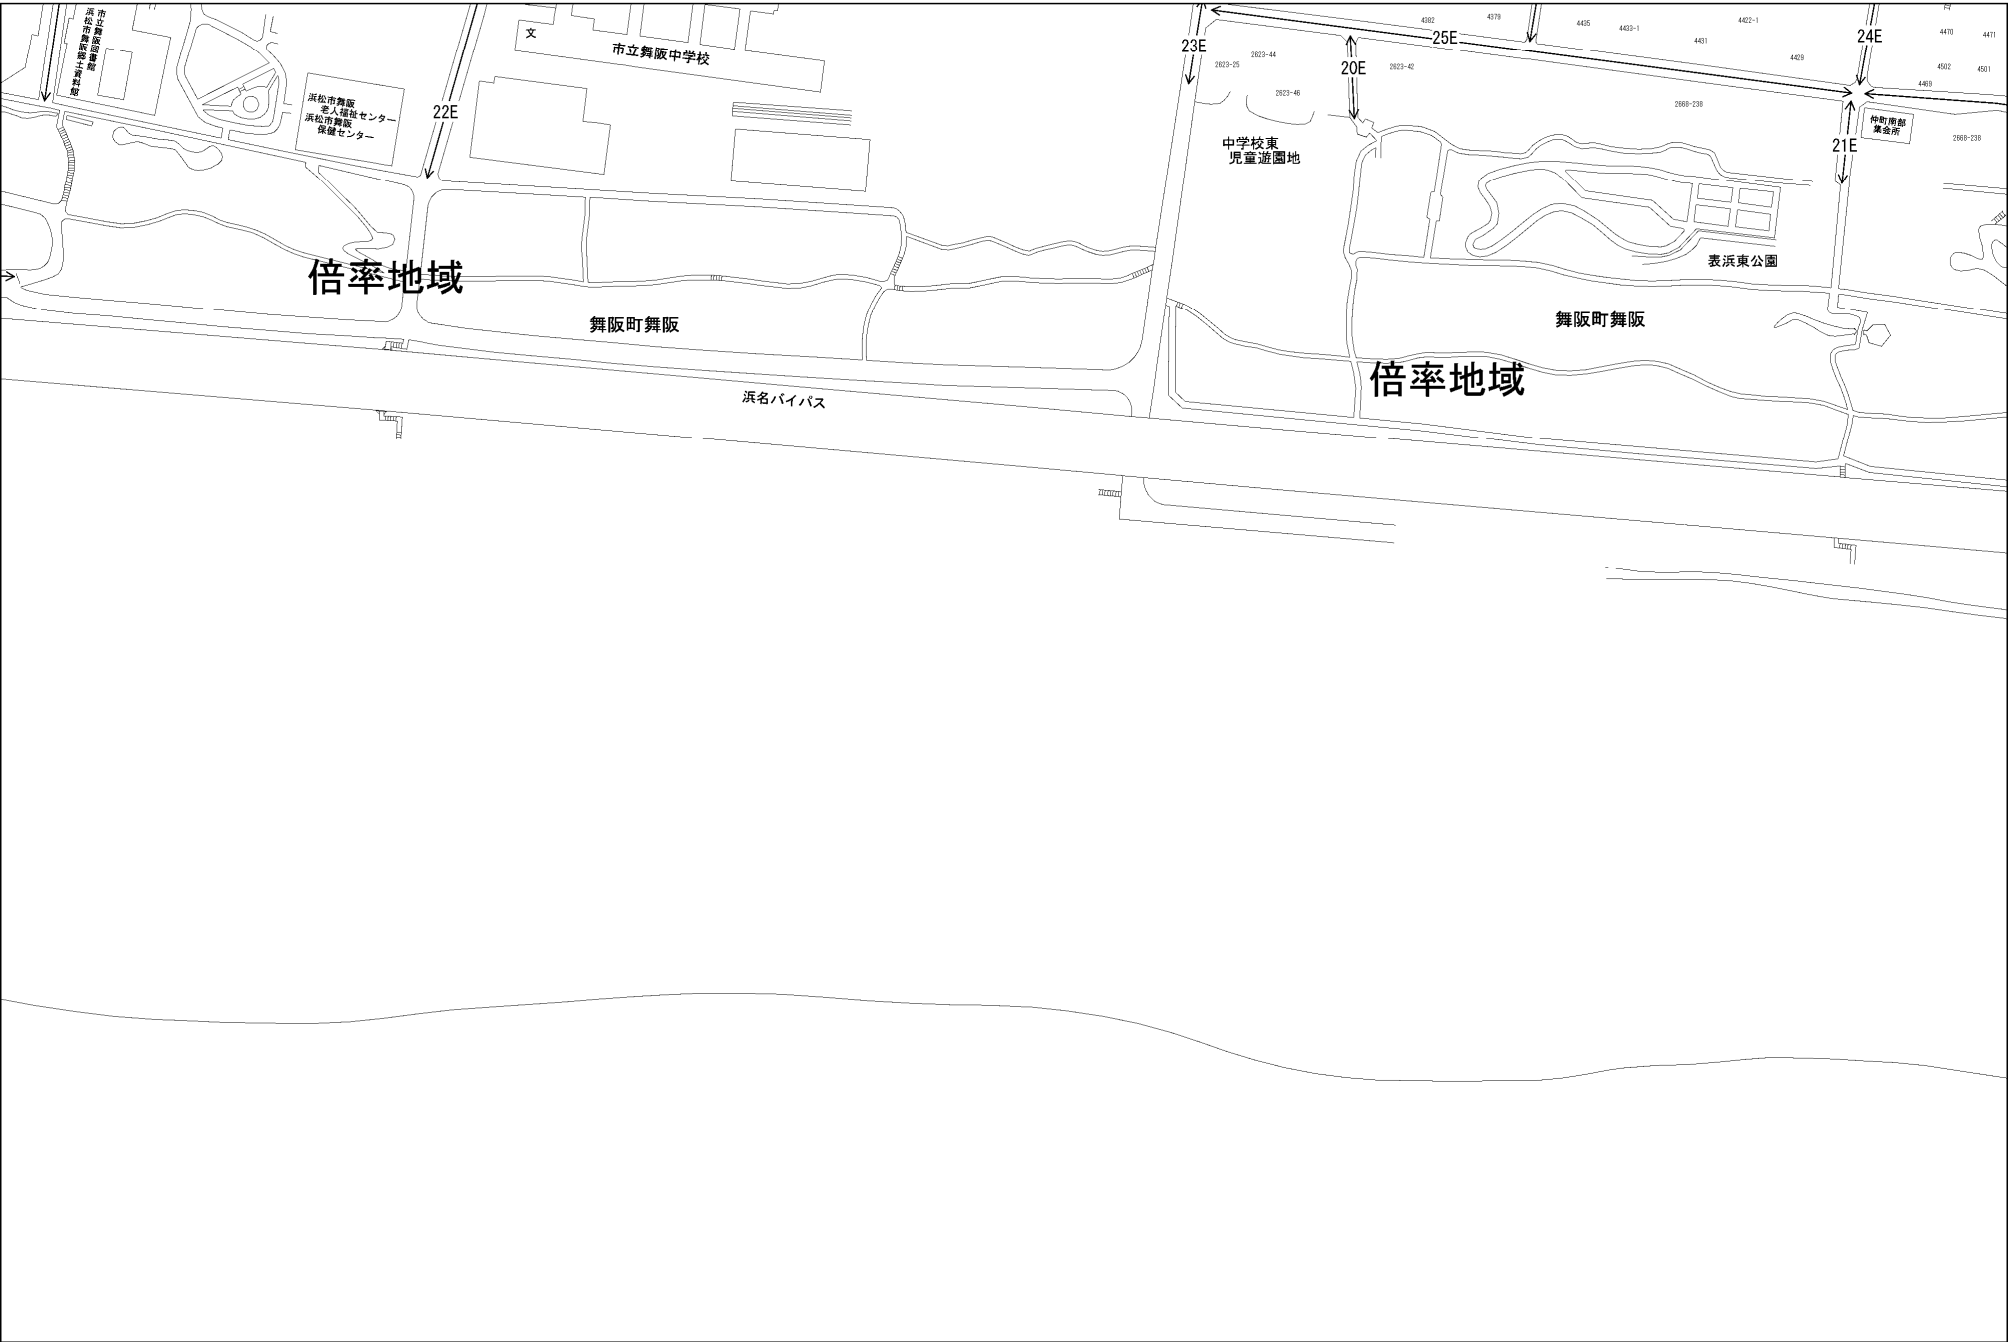 市立舞阪図書館
浜松市舞阪郷土資料館
浜松市舞阪
老人福祉センター
浜松市舞阪
保健センター
22E
文
市立舞阪中学校
23E
25E
24E
20E
21E
4382
4379
4435
4433-1
4431
4422-1
4429
4470
4471
4502
4501
4469
2623-44
2623-25
2623-46
2623-42
2668-238
2668-238
仲町南部
集会所
中学校東
児童遊園地
表浜東公園
倍率地域
舞阪町舞阪
舞阪町舞阪
倍率地域
浜名バイパス